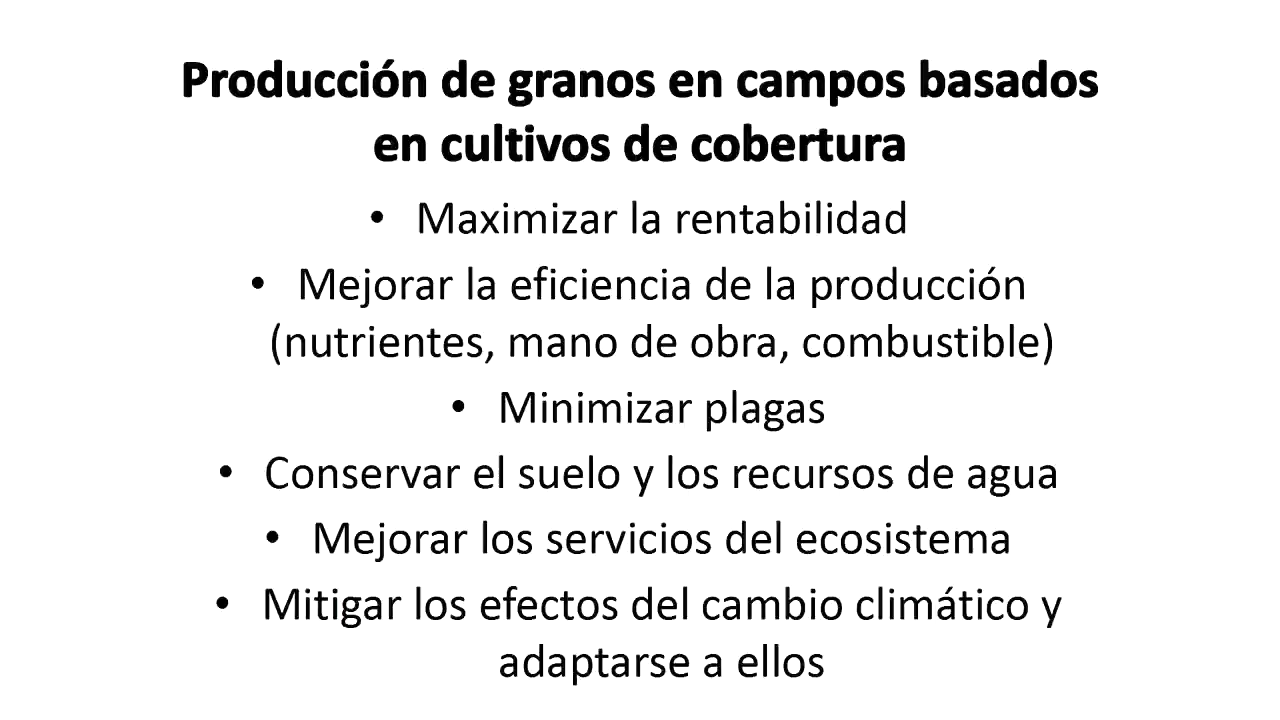 Producción de granos en campos basados
en cultivos de cobertura
• Maximizar la rentabilidad
• Mejorar la eficiencia de la producción
(nutrientes, mano de obra, combustible)
• Minimizar plagas
• Conservar el suelo y los recursos de agua
• Mejorar los servicios del ecosistema
• Mitigar los efectos del cambio climático y
adaptarse a ellos